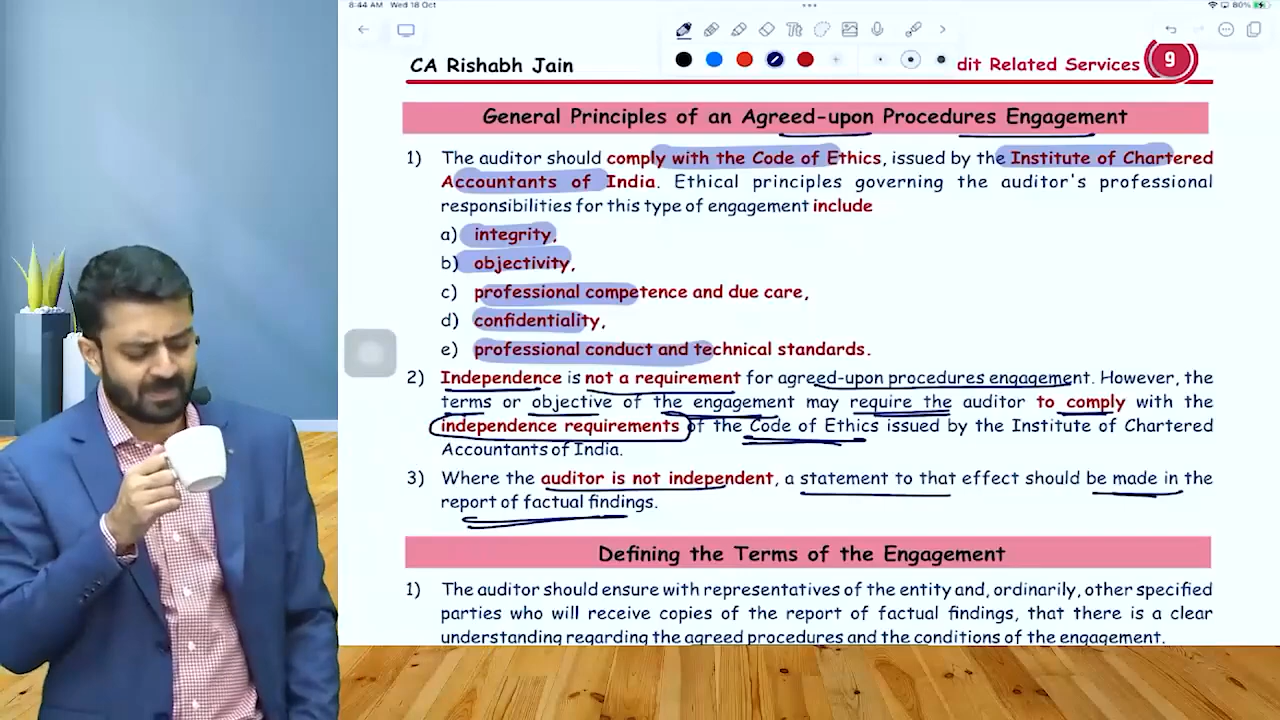 8:44 AM Wed 18 Oct
80%
CA Rishabh Jain
dit Related Services
9
General Principles of an Agreed-upon Procedures Engagement
1) The auditor should comply with the Code of Ethics, issued by the Institute of Chartered
Accountants of India. Ethical principles governing the auditor's professional
responsibilities for this type of engagement include
a) integrity,
b) objectivity,
c) professional competence and due care,
d) confidentiality,
e) professional conduct and technical standards.
2) Independence is not a requirement for agreed-upon procedures engagement. However, the
terms or objective of the engagement may require the auditor to comply with the
independence requirements of the Code of Ethics issued by the Institute of Chartered
Accountants of India.
3) Where the auditor is not independent, a statement to that effect should be made in the
report of factual findings.
Defining the Terms of the Engagement
1) The auditor should ensure with representatives of the entity and, ordinarily, other specified
parties who will receive copies of the report of factual findings, that there is a clear
understanding regarding the agreed procedures and the conditions of the engagement.